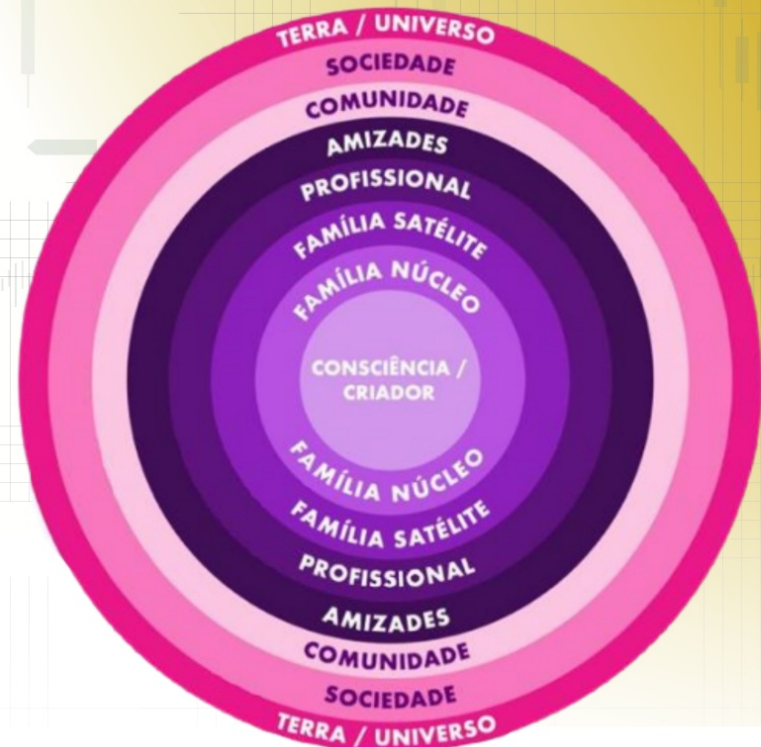 TERRA / UNIVERSO
SOCIEDADE
COMUNIDADE
AMIZADES
PROFISSIONAL
FAMÍLIA SATÉLITE
FAMÍLIA NÚCLEO
CONSCIÊNCIA /
CRIADOR
FAMÍLIA NÚCLEO
FAMÍLIA SATÉLITE
PROFISSIONAL
AMIZADES
COMUNIDADE
SOCIEDADE
TERRA / UNIVERSO